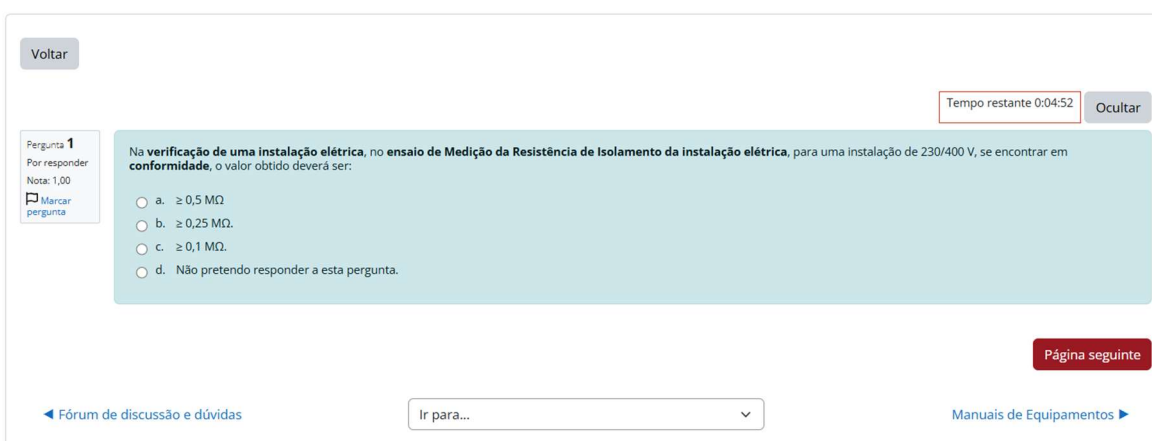 Voltar
Tempo restante 0:04:52
Ocultar
Pergunta 1
Por responder
Nota: 1,00
Marcar
pergunta
Na verificação de uma instalação elétrica, no ensaio de Medição da Resistência de Isolamento da instalação elétrica, para uma instalação de 230/400 V, se encontrar em
conformidade, o valor obtido deverá ser:
a. ≥ 0,5 MΩ
b. ≥ 0,25 MΩ.
c. ≥ 0,1 MΩ.
d. Não pretendo responder a esta pergunta.
Página seguinte
◀ Fórum de discussão e dúvidas
Ir para...
Manuais de Equipamentos ▶